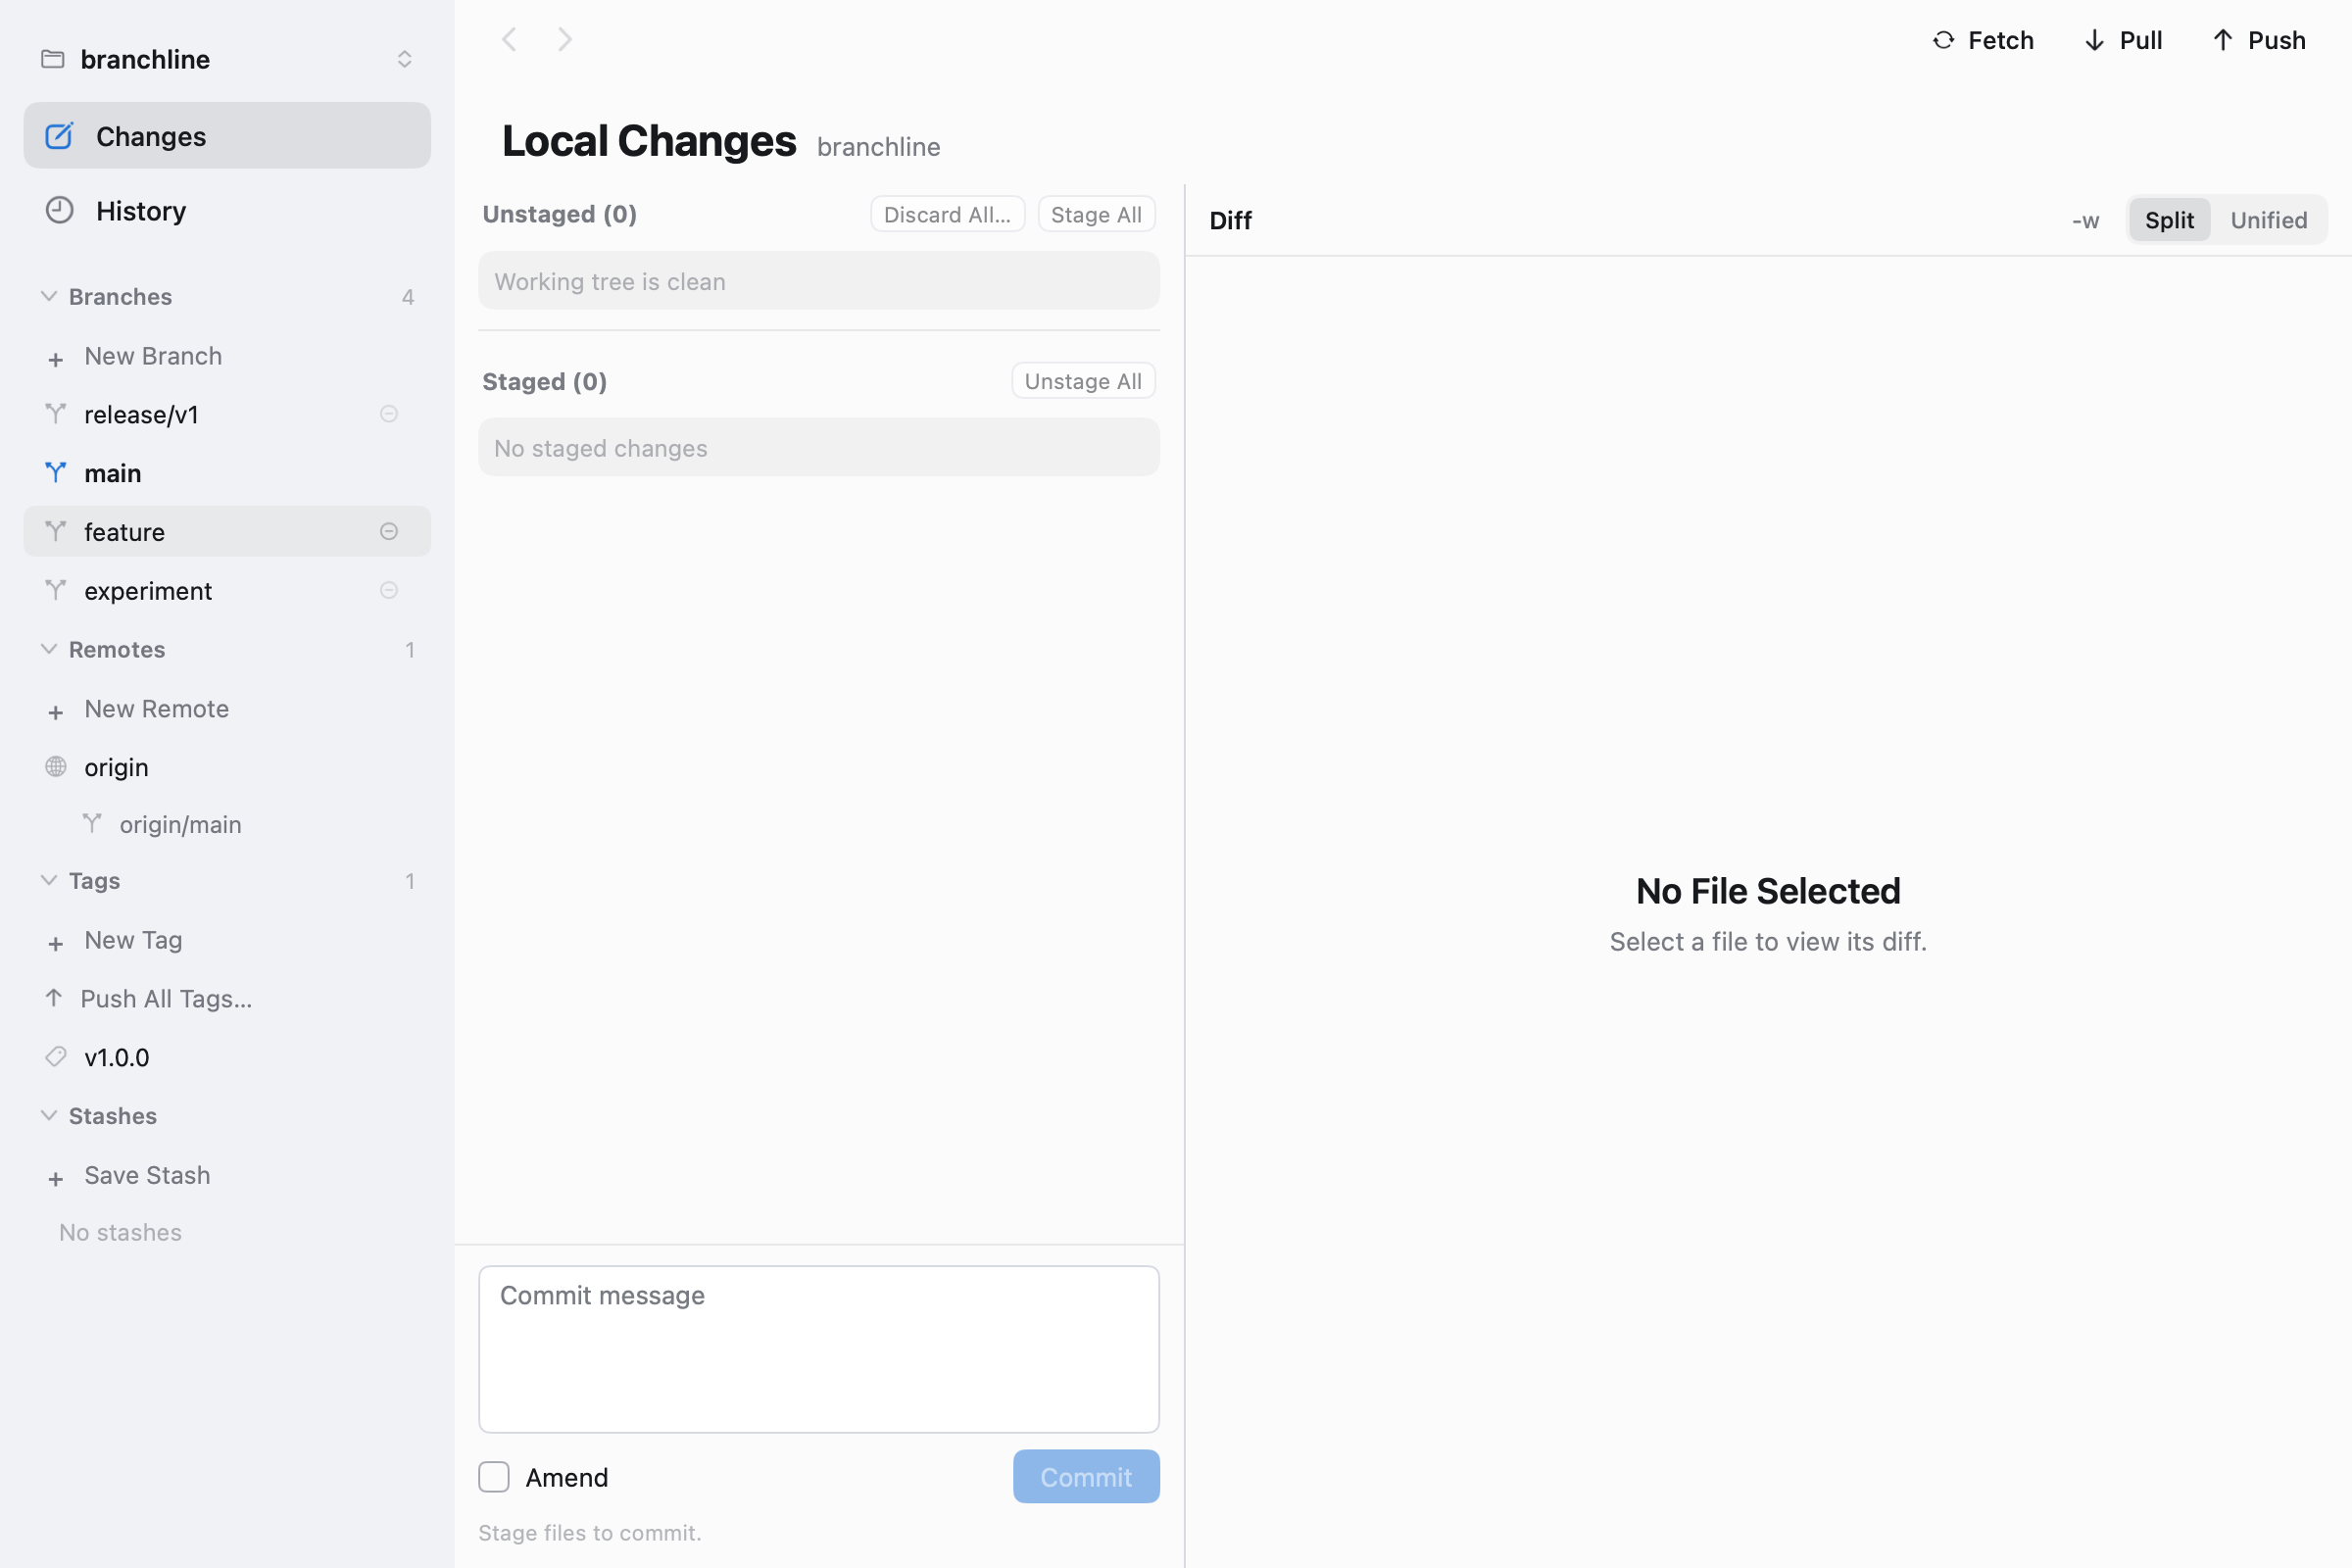 branchline
Changes
History
Branches 4
New Branch
release/v1
main
feature
experiment
Remotes 1
New Remote
origin
origin/main
Tags 1
New Tag
Push All Tags...
v1.0.0
Stashes
Save Stash
No stashes
Fetch Pull Push
Local Changes branchline
Unstaged (0) Discard All... Stage All
Working tree is clean
Staged (0) Unstage All
No staged changes
Commit message
Amend Commit
Stage files to commit.
Diff -w Split Unified
No File Selected
Select a file to view its diff.